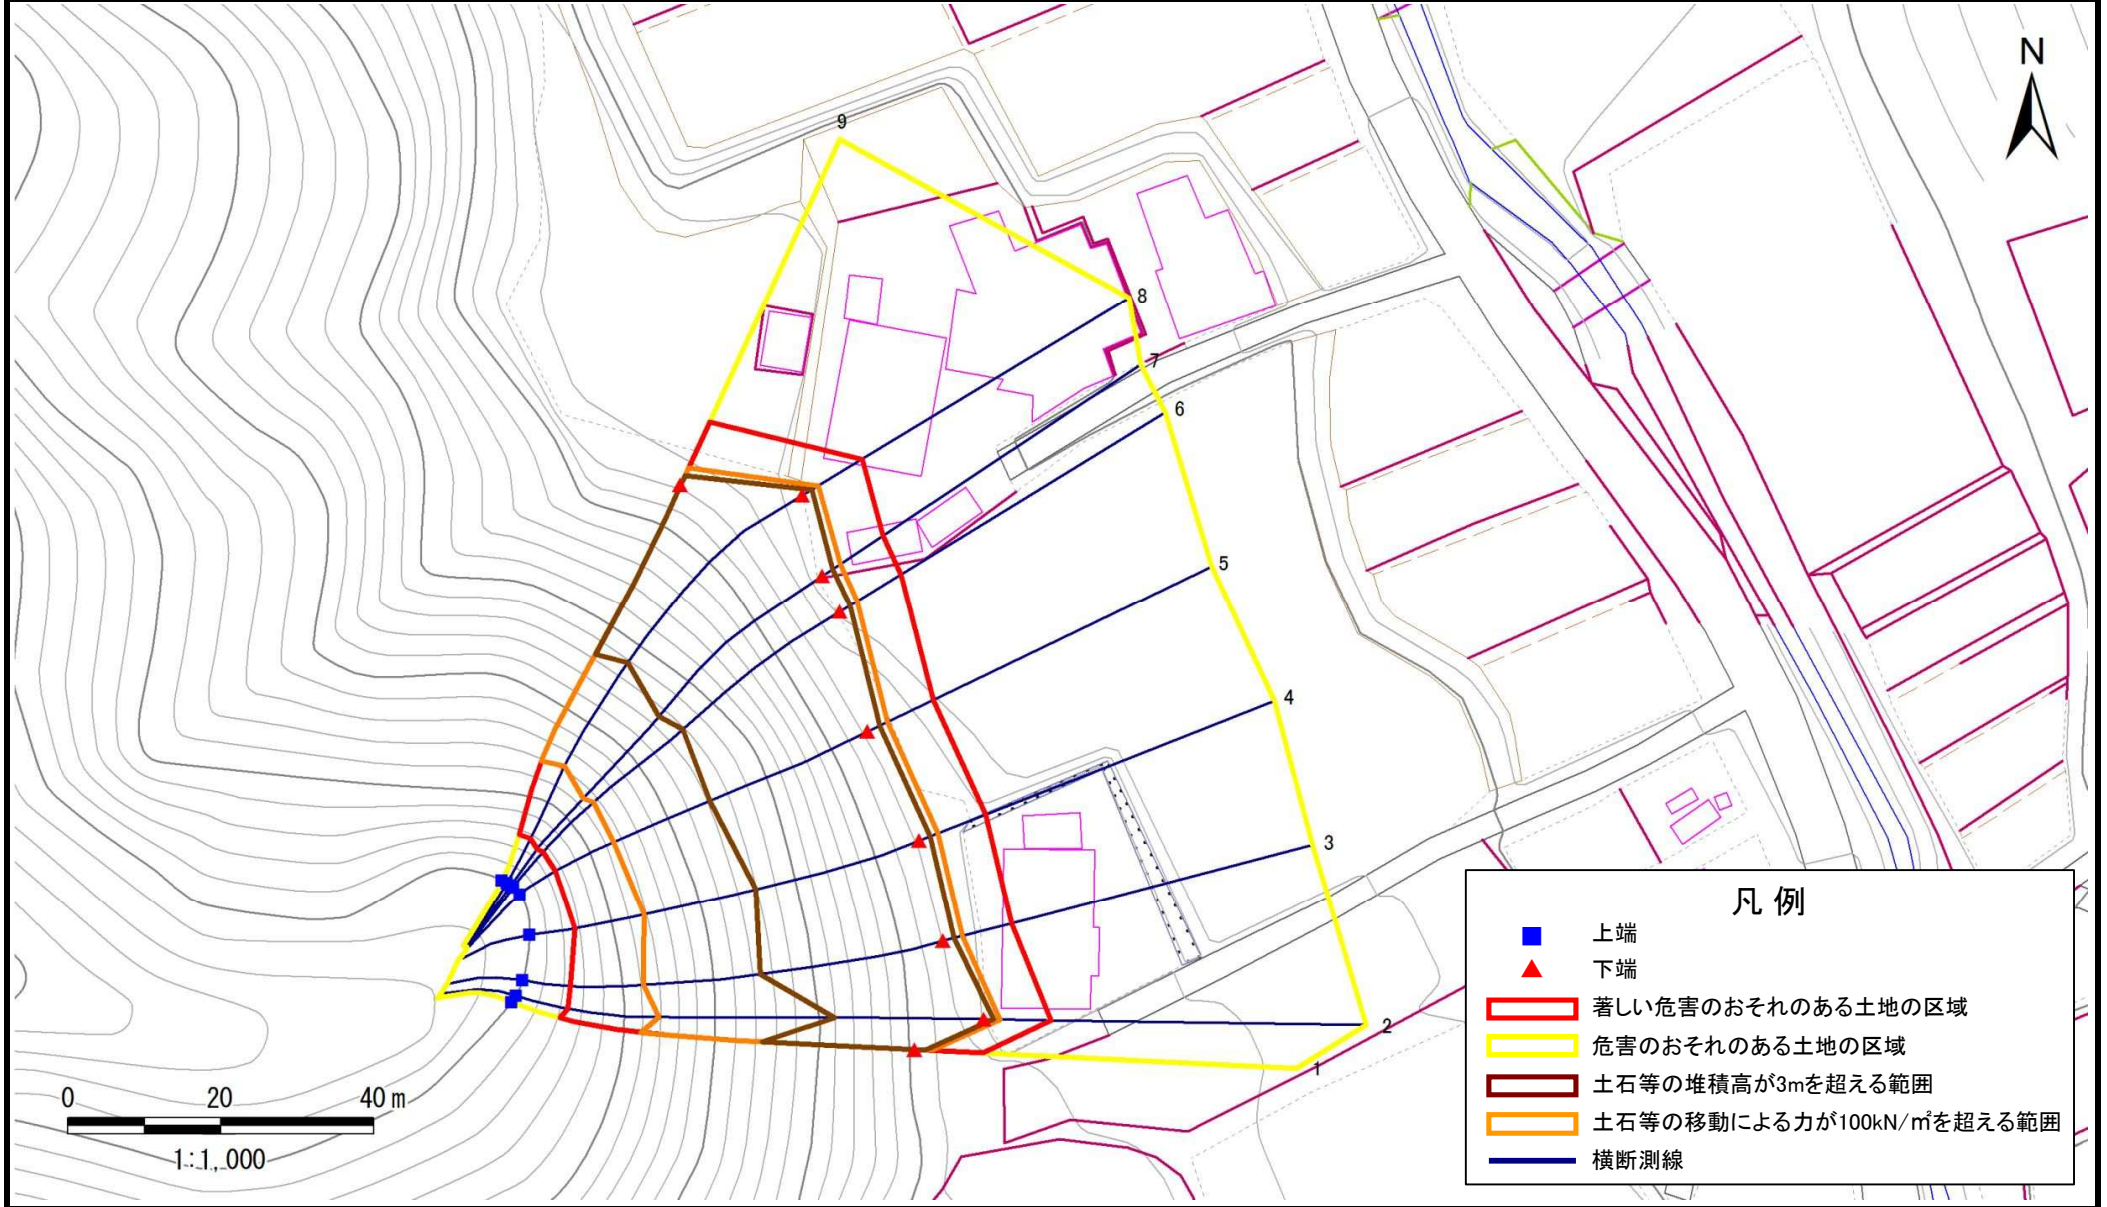 N
9
8
7
6
5
4
3
2
1
凡 例
上端
下端
著しい危害のおそれのある土地の区域
危害のおそれのある土地の区域
土石等の堆積高が3mを超える範囲
土石等の移動による力が100kN/㎡を超える範囲
横断測線
0 20 40 m
1:1,000